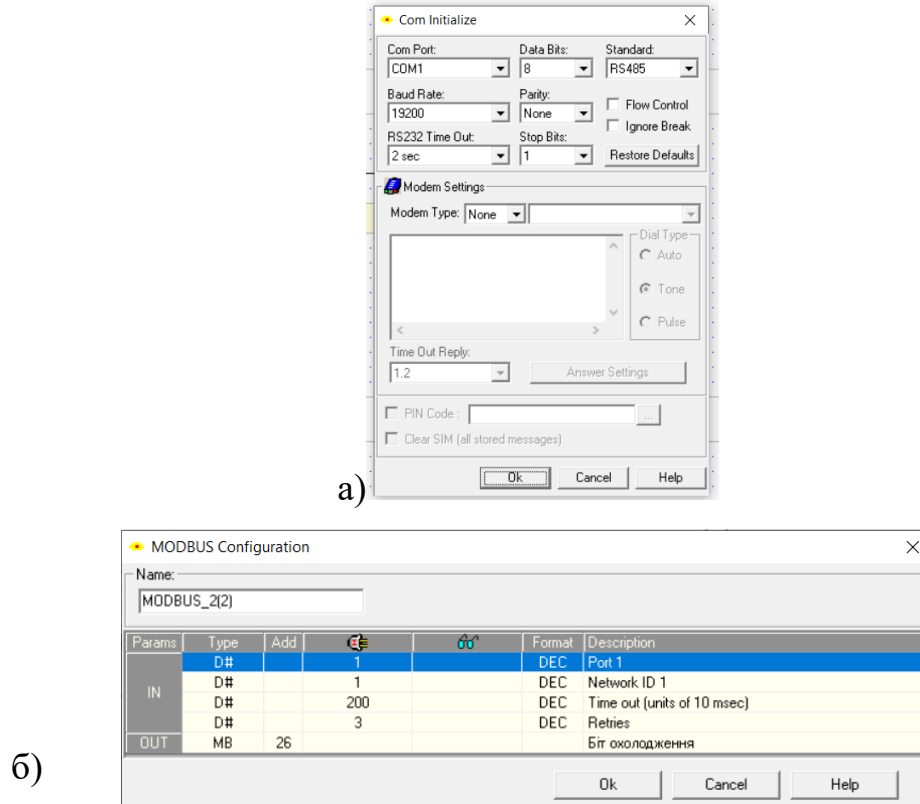 Com Initialize
Com Port: Data Bits: Standard:
COM1 8 RS485
Baud Rate: Parity:
19200 None Flow Control
Ignore Break
RS232 Time Out: Stop Bits:
2 sec 1 Restore Defaults
Modem Settings
Modem Type: None
Dial Type
Auto
Tone
Pulse
Time Out Reply:
1.2 Answer Settings
PIN Code : ...
Clear SIM (all stored messages)
Ok Cancel Help
а)
MODBUS Configuration
Name:
MODBUS_2(2)
Params Type Add Format Description
IN
D# 1 DEC Port 1
D# 1 DEC Network ID 1
D# 200 DEC Time out (units of 10 msec)
D# 3 DEC Retries
OUT MB 26 Біт охолодження
б)
Ok Cancel Help